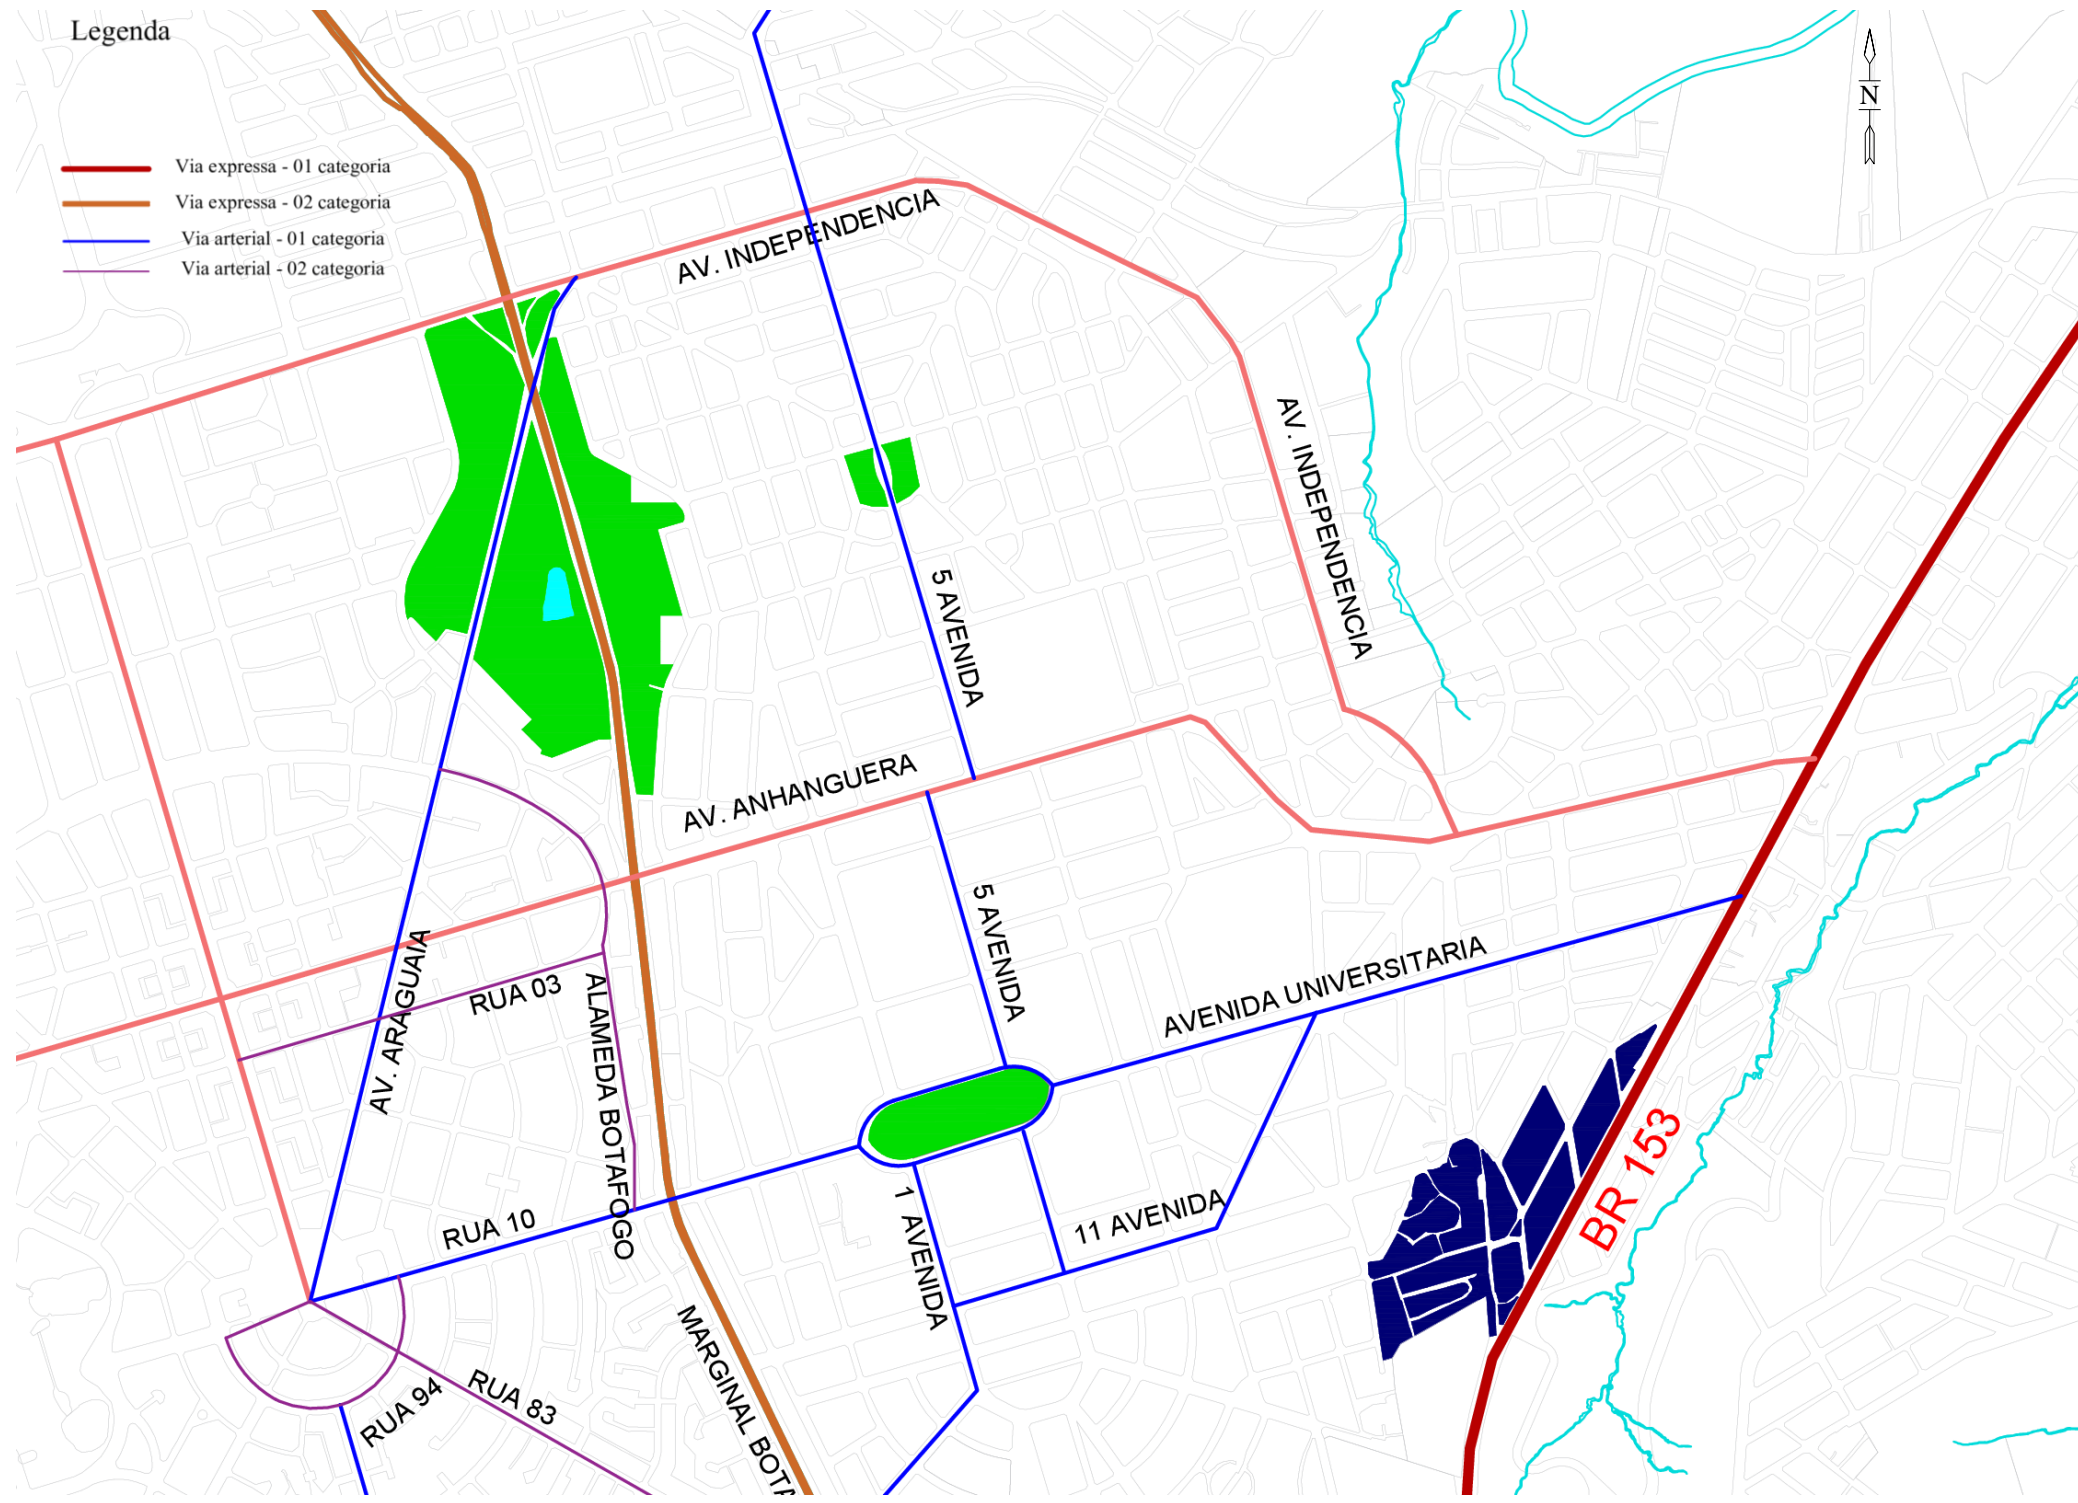 Legenda
N
Via expressa - 01 categoria
Via expressa - 02 categoria
Via arterial - 01 categoria
Via arterial - 02 categoria
AV. INDEPENDENCIA
AV. INDEPENDENCIA
5 AVENIDA
AV. ANHANGUERA
5 AVENIDA
AVENIDA UNIVERSITARIA
AV. ARAGUAIA
RUA 03
ALAMEDA BOTAFOGO
BR 153
RUA 10
1 AVENIDA
11 AVENIDA
MARGINAL BOTA
RUA 94
RUA 83